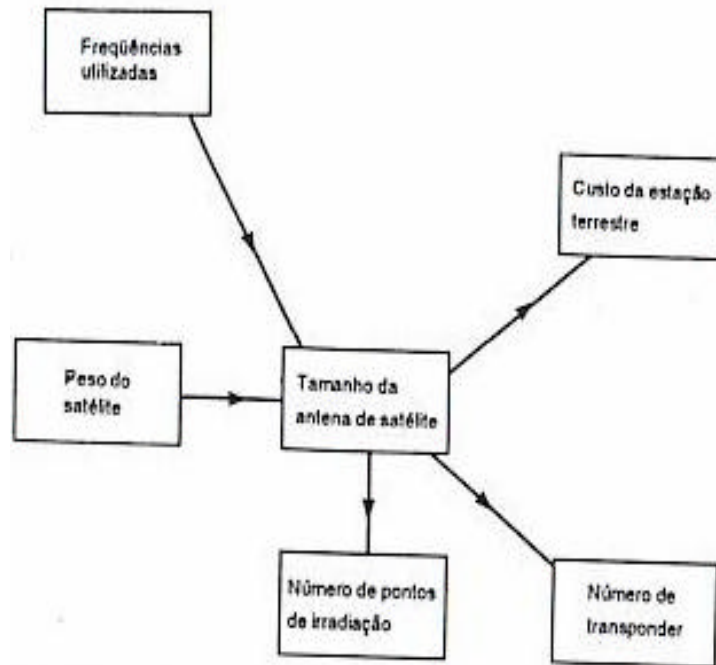 Freqüências
utilizadas
Custo da estação
terrestre
Peso do
satélite
Tamanho da
antena de satélite
Número de pontos
de irradiação
Número de
transponder